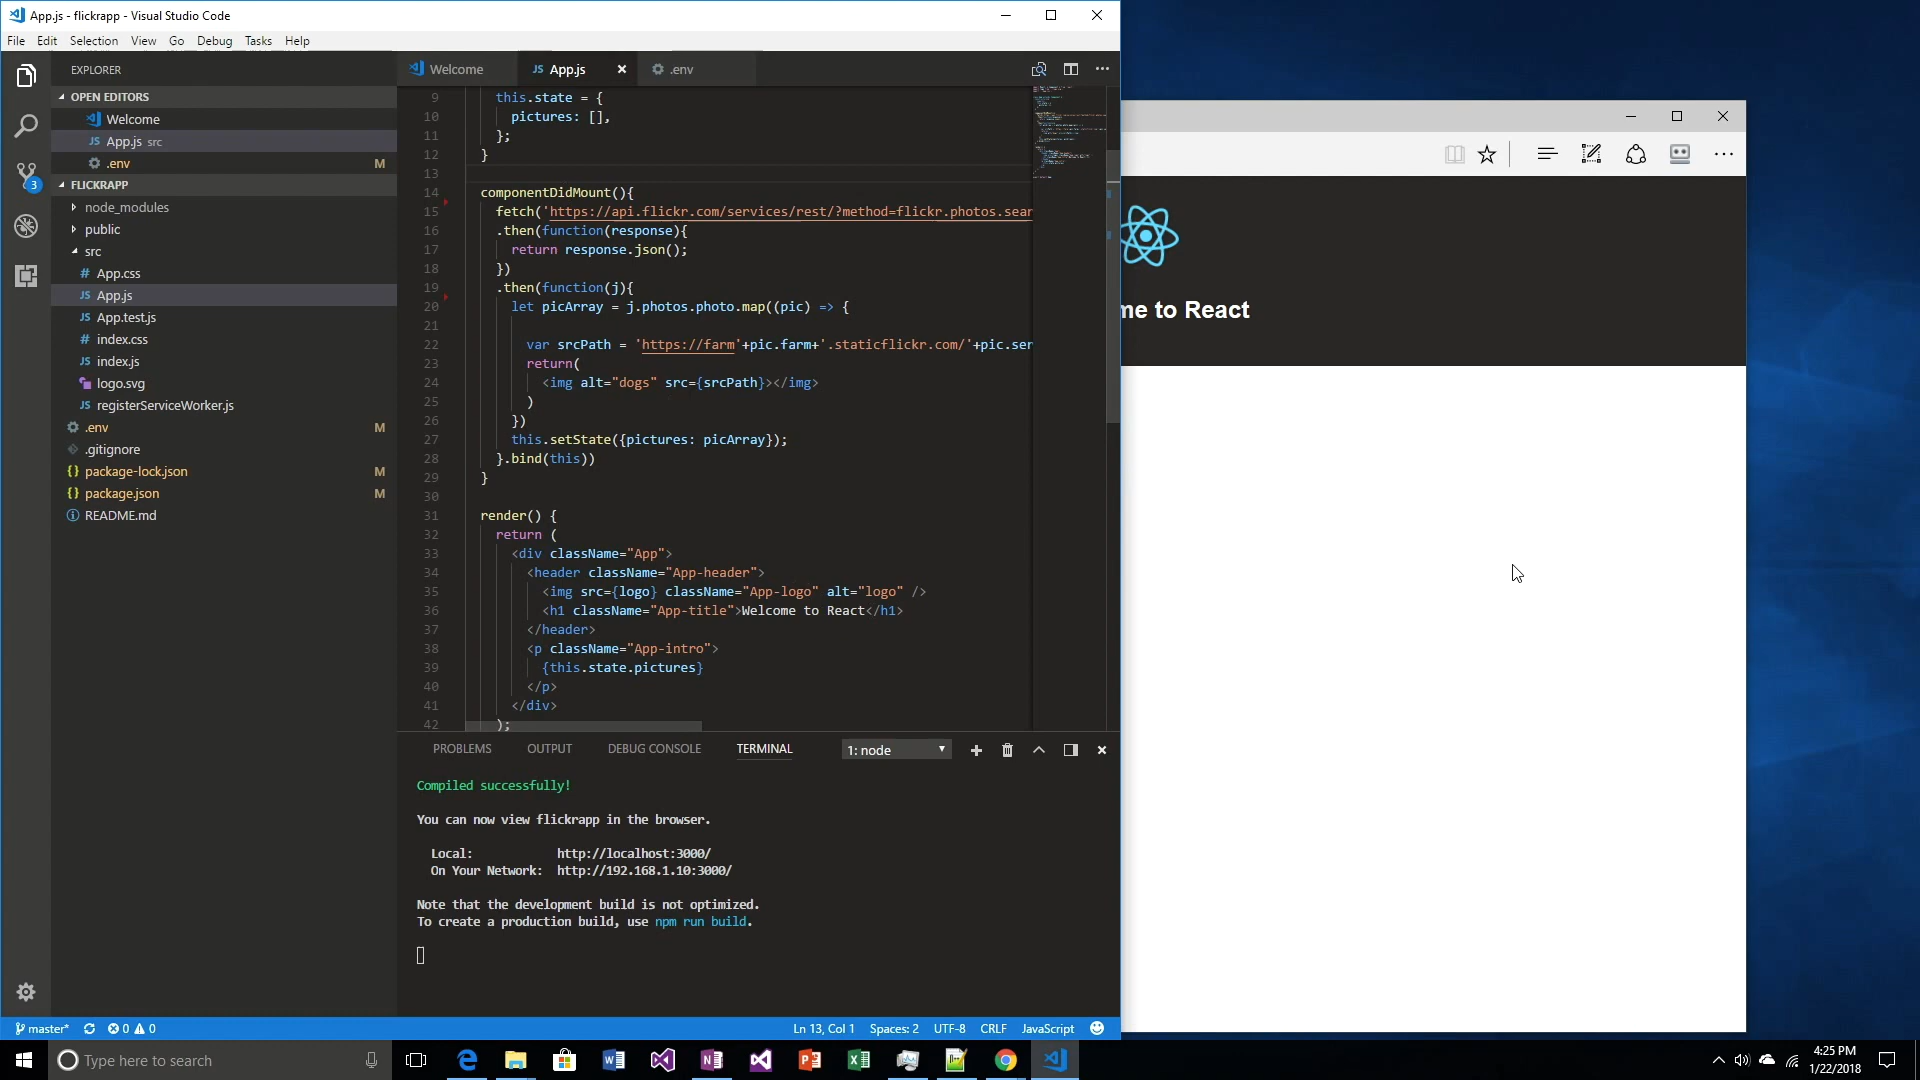 App.js - flickrapp - Visual Studio Code
File Edit Selection View Go Debug Tasks Help
EXPLORER
OPEN EDITORS
Welcome
JS App.js src
.env M
3
FLICKRAPP
node_modules
public
src
# App.css
JS App.js
JS App.test.js
# index.css
JS index.js
logo.svg
JS registerServiceWorker.js
.env M
.gitignore
{} package-lock.json M
{} package.json M
README.md
Welcome JS App.js .env
9 this.state = {
10 pictures: [],
11 };
12 }
13
14 componentDidMount(){
15 fetch('https://api.flickr.com/services/rest/?method=flickr.photos.sear
16 .then(function(response){
17 return response.json();
18 })
19 .then(function(j){
20 let picArray = j.photos.photo.map((pic) => {
21
22 var srcPath = 'https://farm'+pic.farm+'.staticflickr.com/'+pic.ser
23 return(
24 <img alt="dogs" src={srcPath}></img>
25 )
26 })
27 this.setState({pictures: picArray});
28 }.bind(this))
29 }
30
31 render() {
32 return (
33 <div className="App">
34 <header className="App-header">
35 <img src={logo} className="App-logo" alt="logo" />
36 <h1 className="App-title">Welcome to React</h1>
37 </header>
38 <p className="App-intro">
39 {this.state.pictures}
40 </p>
41 </div>
42 );
PROBLEMS OUTPUT DEBUG CONSOLE TERMINAL 1: node
Compiled successfully!
You can now view flickrapp in the browser.
Local: http://localhost:3000/
On Your Network: http://192.168.1.10:3000/
Note that the development build is not optimized.
To create a production build, use npm run build.
master* 0 0 Ln 13, Col 1 Spaces: 2 UTF-8 CRLF JavaScript
me to React
Type here to search
4:25 PM
1/22/2018